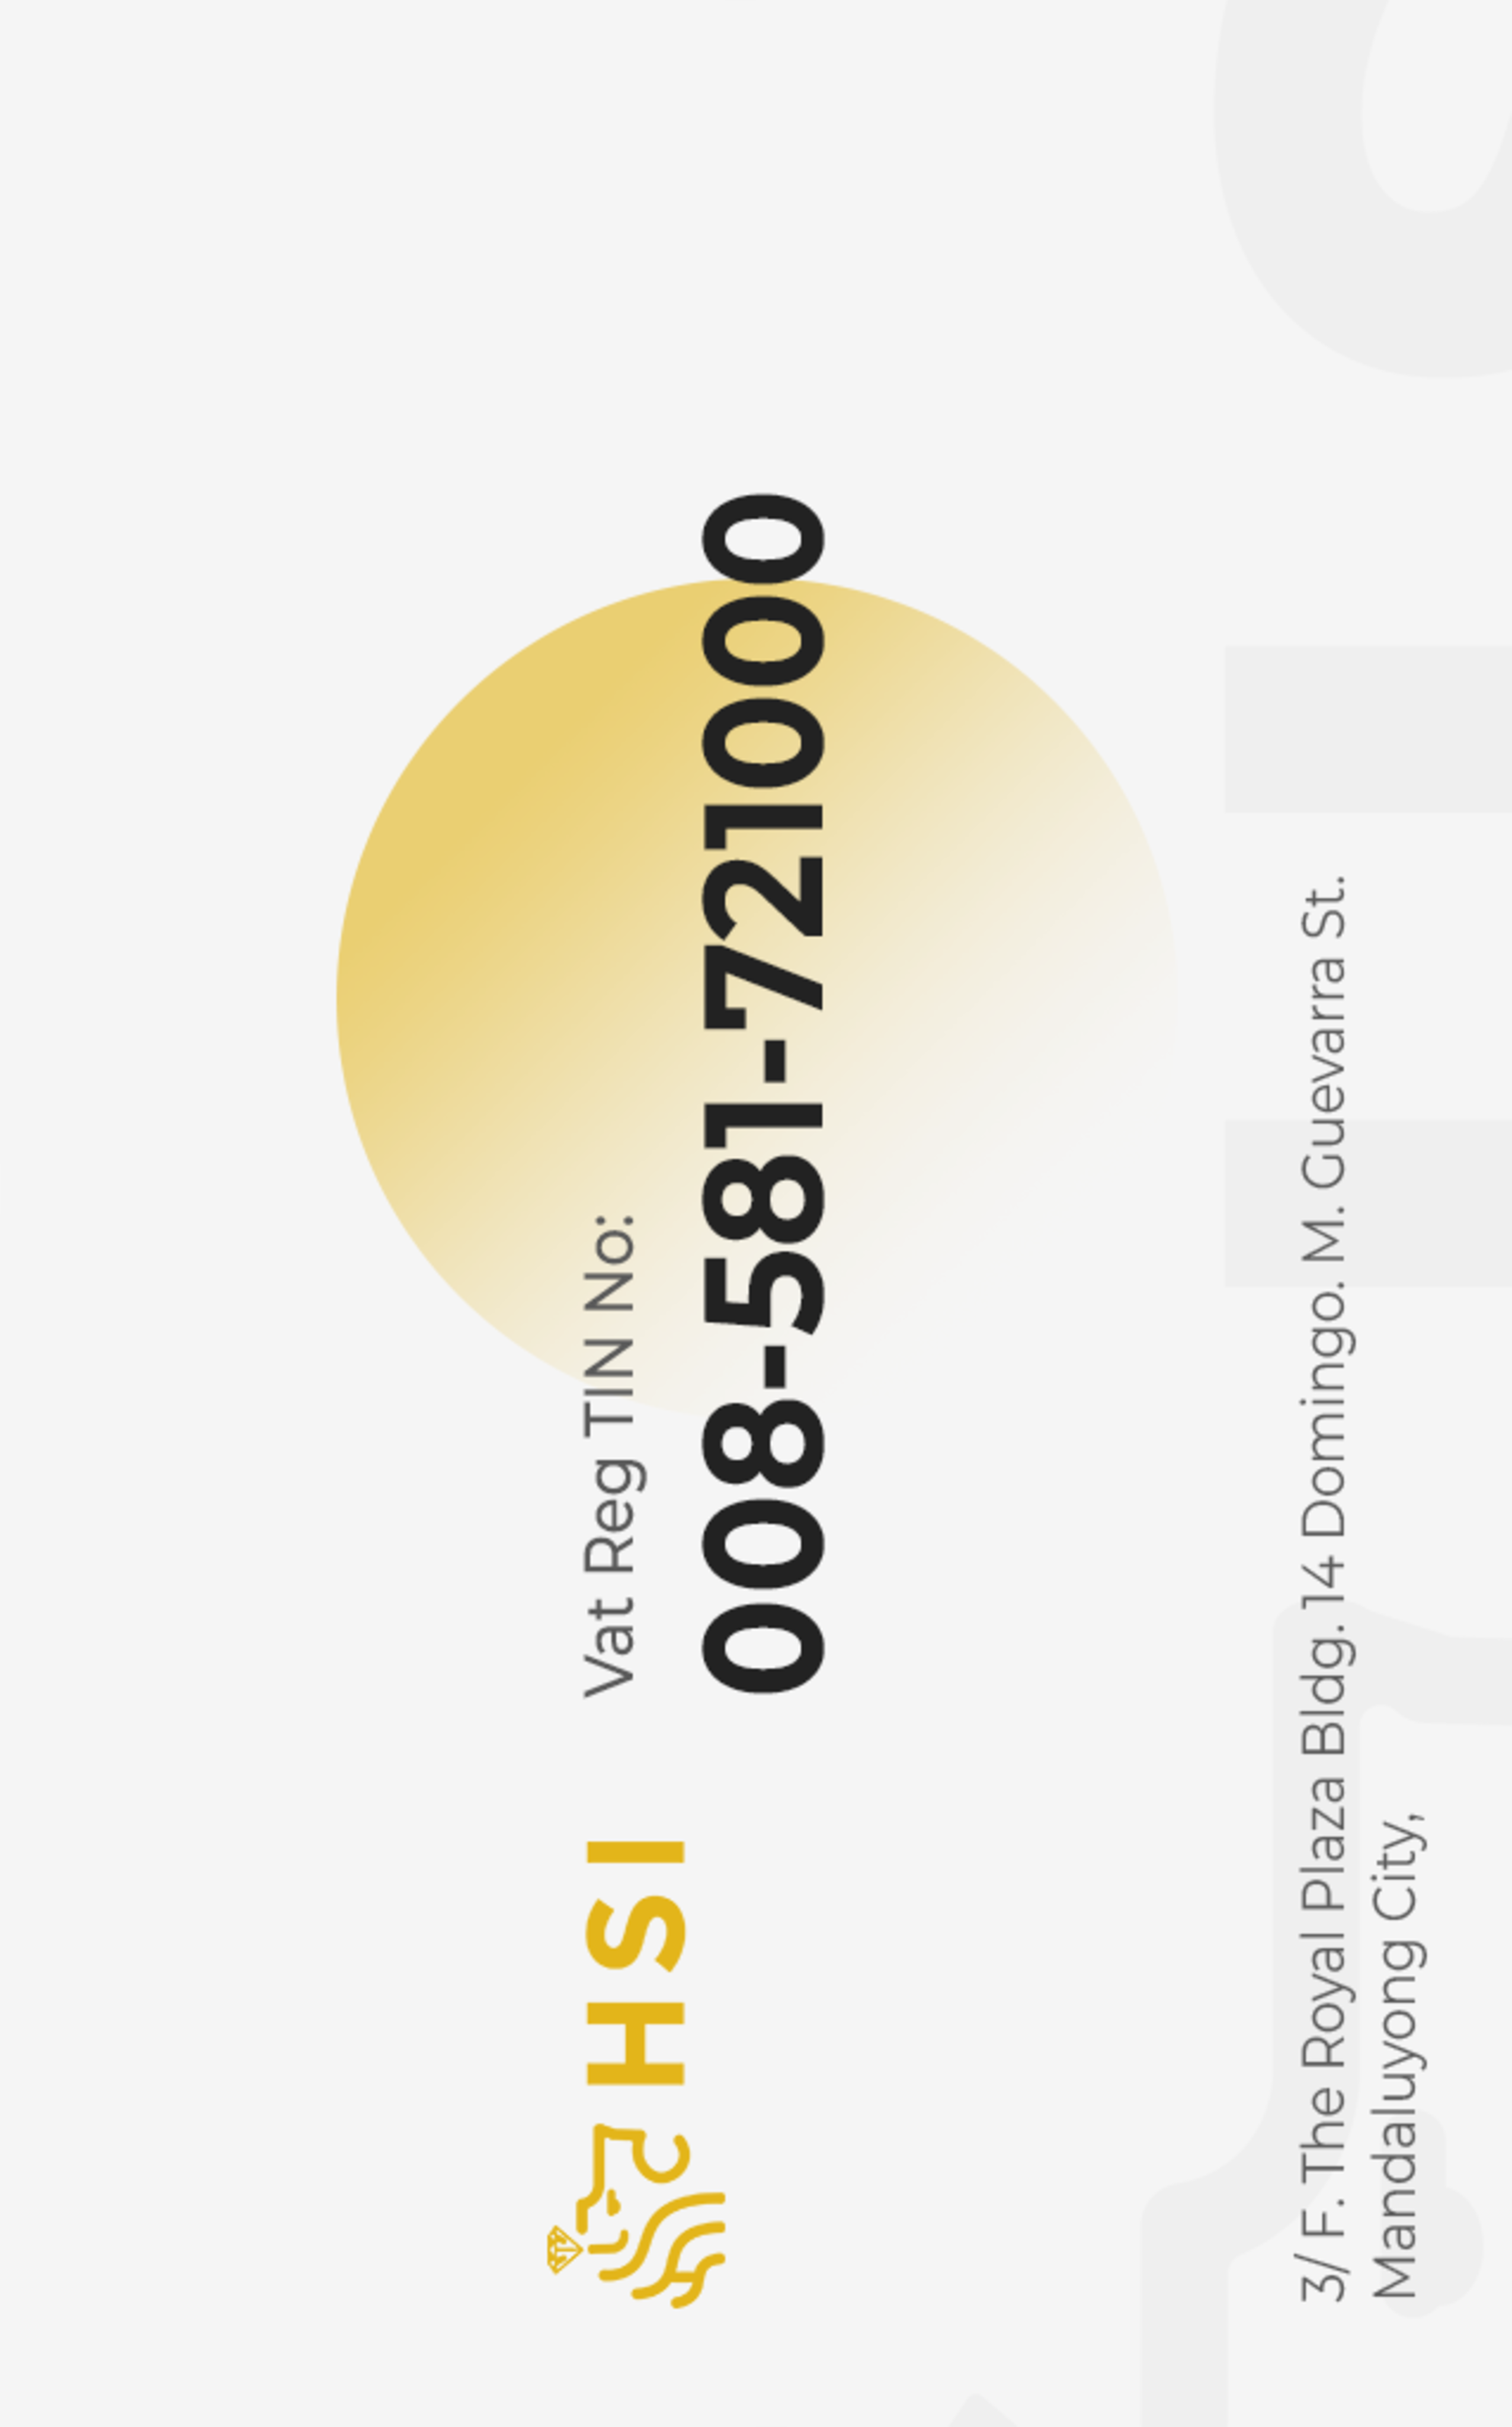 HSI
Vat Reg TIN No:
008-581-721000
3/ F. The Royal Plaza Bldg. 14 Domingo. M. Guevarra St.
Mandaluyong City,